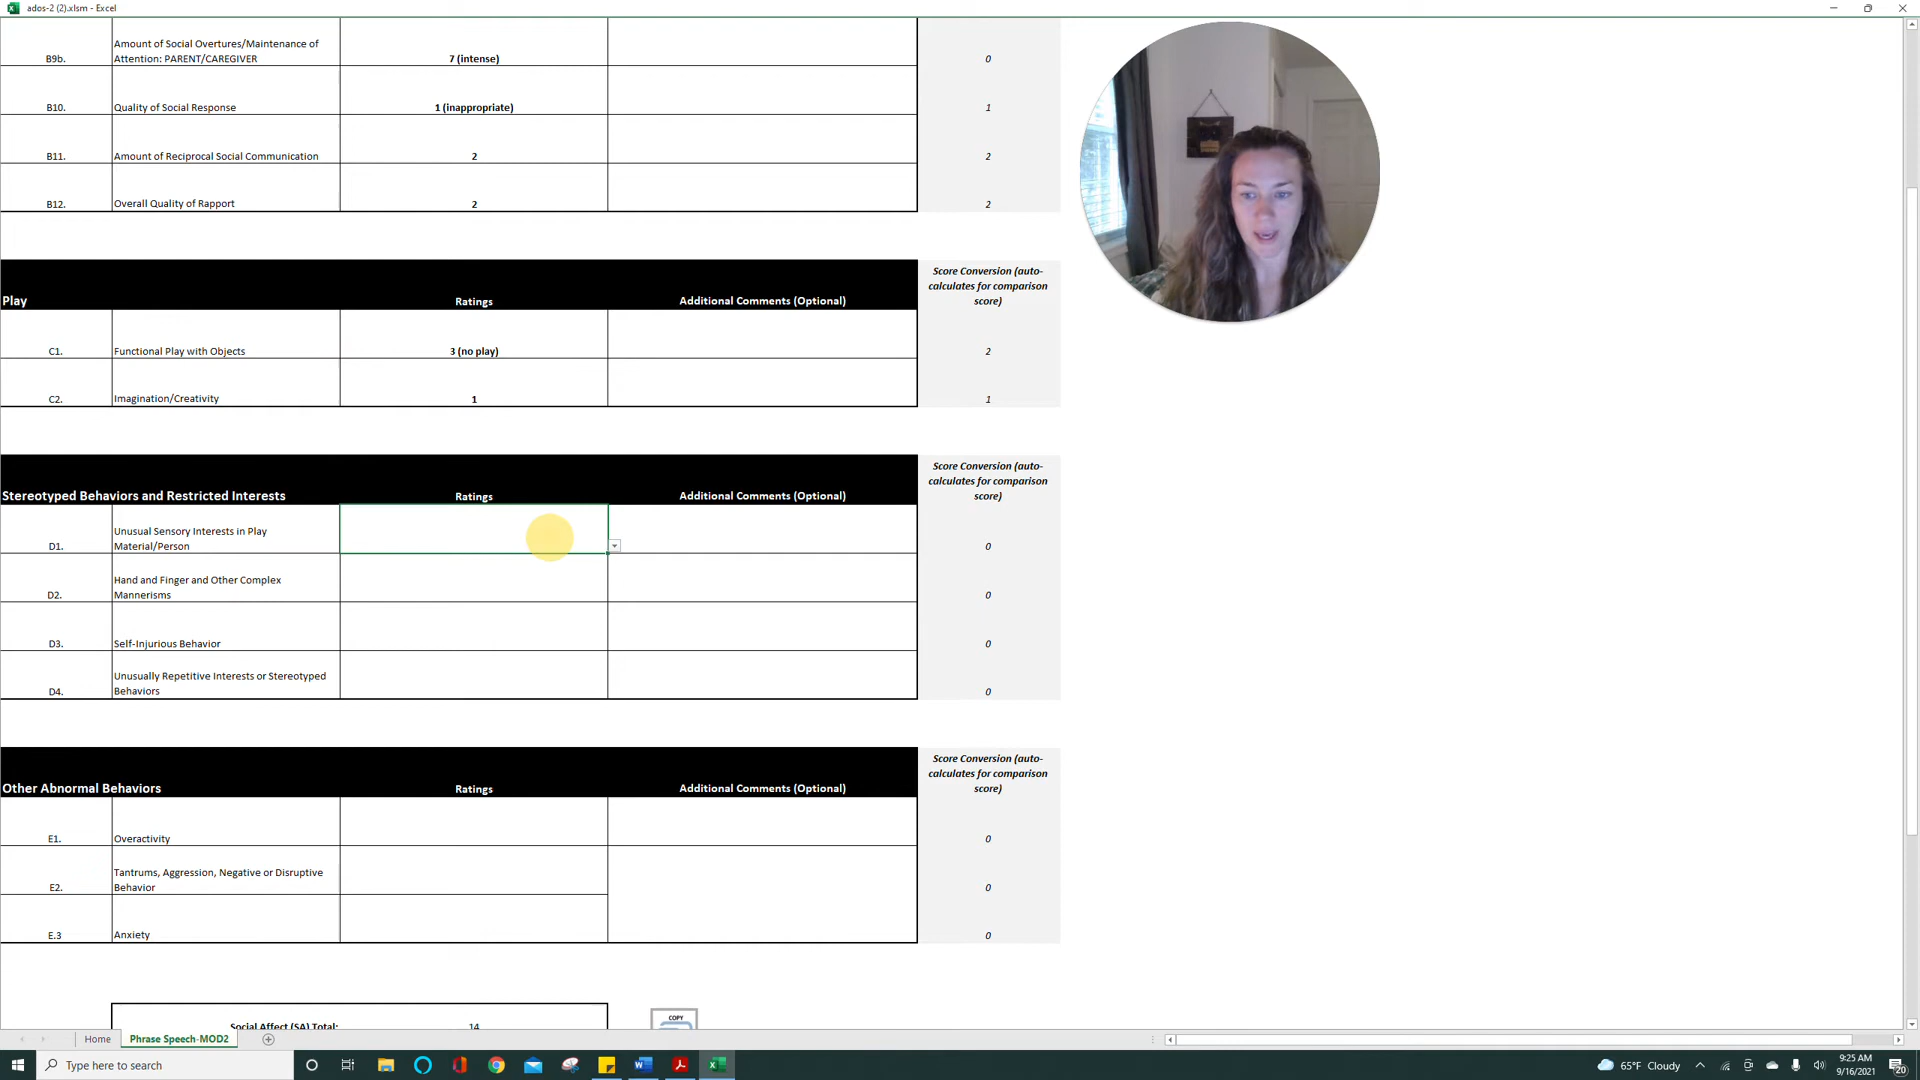 ados-2 (2).xlsm - Excel
B9b.
Amount of Social Overtures/Maintenance of
Attention: PARENT/CAREGIVER
7 (intense)
0
B10.
Quality of Social Response
1 (inappropriate)
1
B11.
Amount of Reciprocal Social Communication
2
2
B12.
Overall Quality of Rapport
2
2
Play
Ratings
Additional Comments (Optional)
Score Conversion (auto-
calculates for comparison
score)
C1.
Functional Play with Objects
3 (no play)
2
C2.
Imagination/Creativity
1
1
Stereotyped Behaviors and Restricted Interests
Ratings
Additional Comments (Optional)
Score Conversion (auto-
calculates for comparison
score)
D1.
Unusual Sensory Interests in Play
Material/Person
0
D2.
Hand and Finger and Other Complex
Mannerisms
0
D3.
Self-Injurious Behavior
0
D4.
Unusually Repetitive Interests or Stereotyped
Behaviors
0
Other Abnormal Behaviors
Ratings
Additional Comments (Optional)
Score Conversion (auto-
calculates for comparison
score)
E1.
Overactivity
0
E2.
Tantrums, Aggression, Negative or Disruptive
Behavior
0
E.3
Anxiety
0
Social Affect (SA) Total:
14
COPY
Home
Phrase Speech-MOD2
Type here to search
65°F Cloudy
9:25 AM
9/16/2021
20